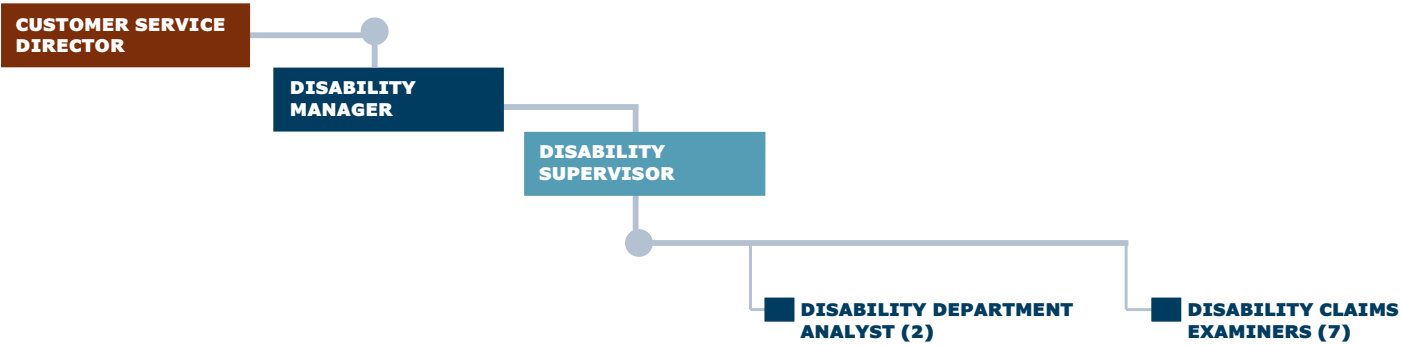 CUSTOMER SERVICE
DIRECTOR
DISABILITY
MANAGER
DISABILITY
SUPERVISOR
DISABILITY DEPARTMENT
ANALYST (2)
DISABILITY CLAIMS
EXAMINERS (7)